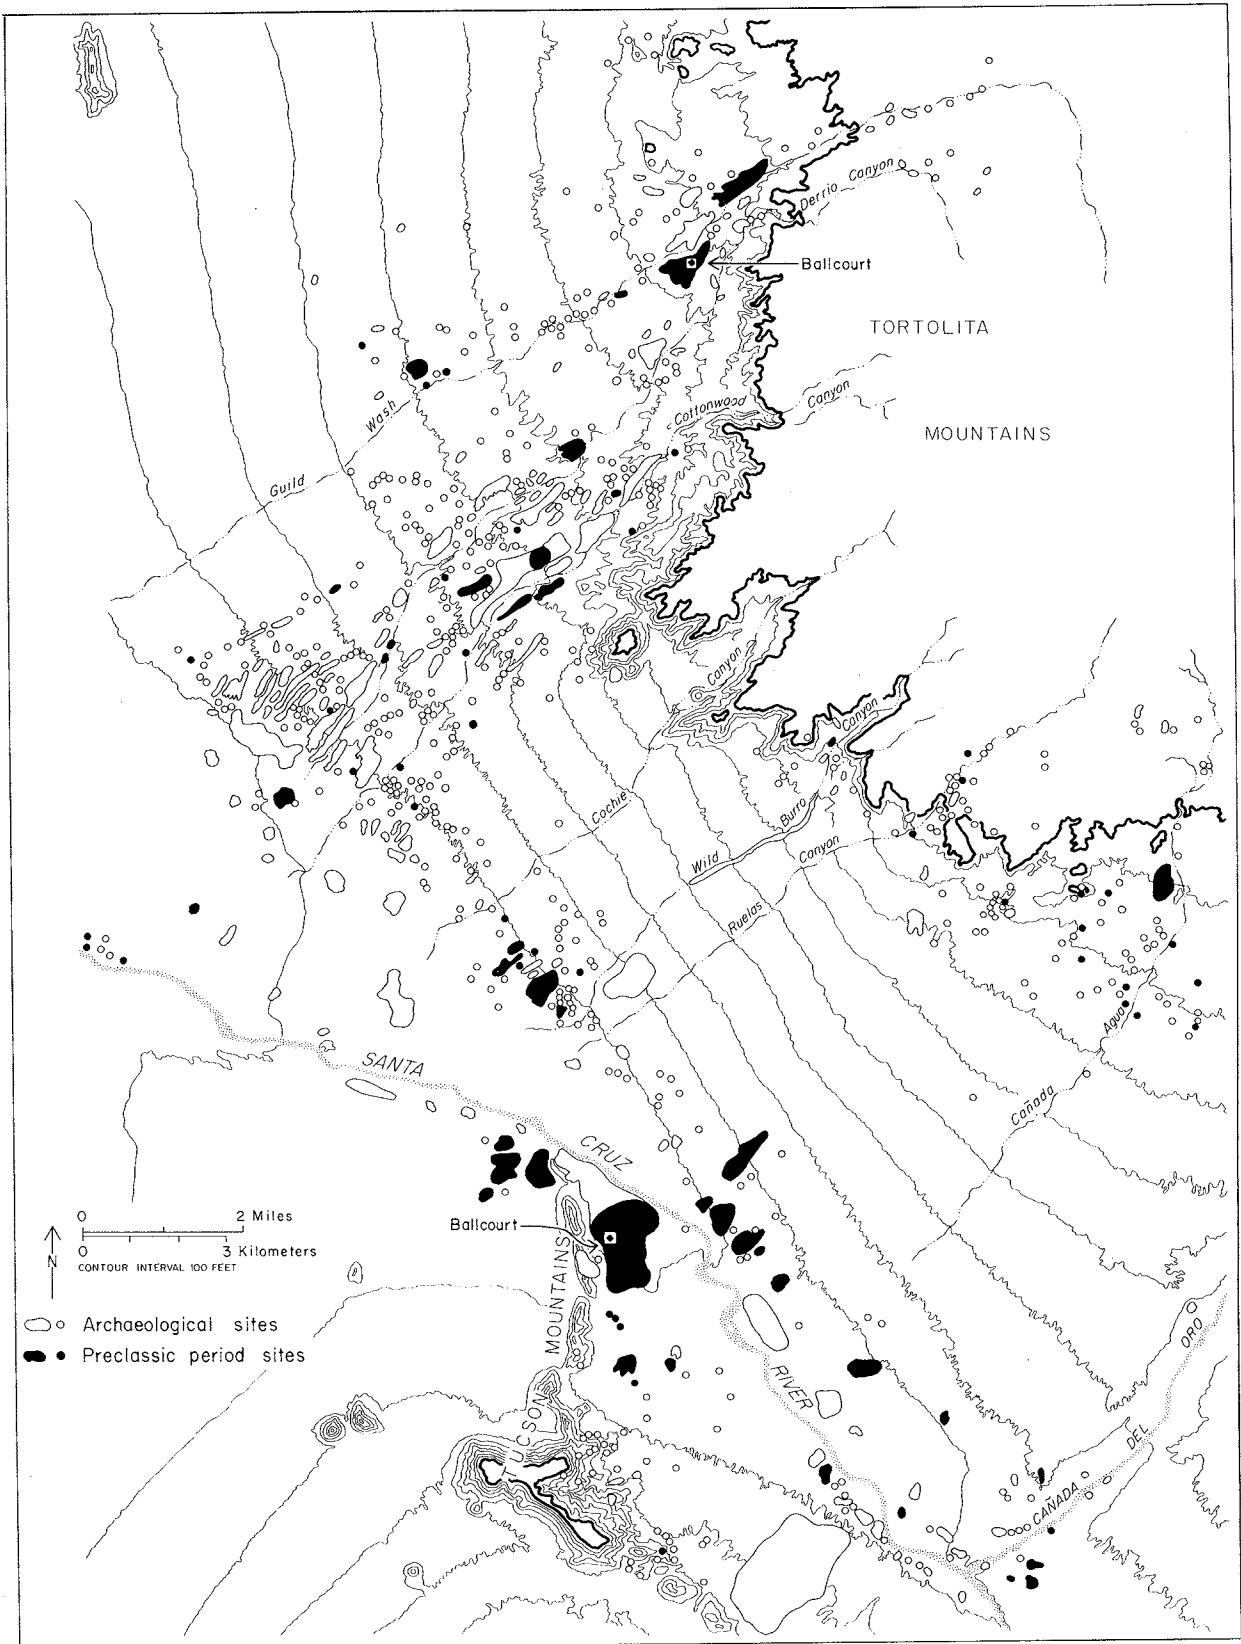 Derrio Canyon
Ballcourt
TORTOLITA
Canyon
Cottonwood
MOUNTAINS
Wash
Guild
Canyon
Canyon
Cochie
Burro
Wild
Canyon
Ruelas
Agua
Cañada
SANTA
CRUZ
RIVER
Ballcourt
MOUNTAINS
TUCSON
ORO
DEL
CAÑADA
0 2 Miles
0 3 Kilometers
N
CONTOUR INTERVAL 100 FEET
Archaeological sites
Preclassic period sites